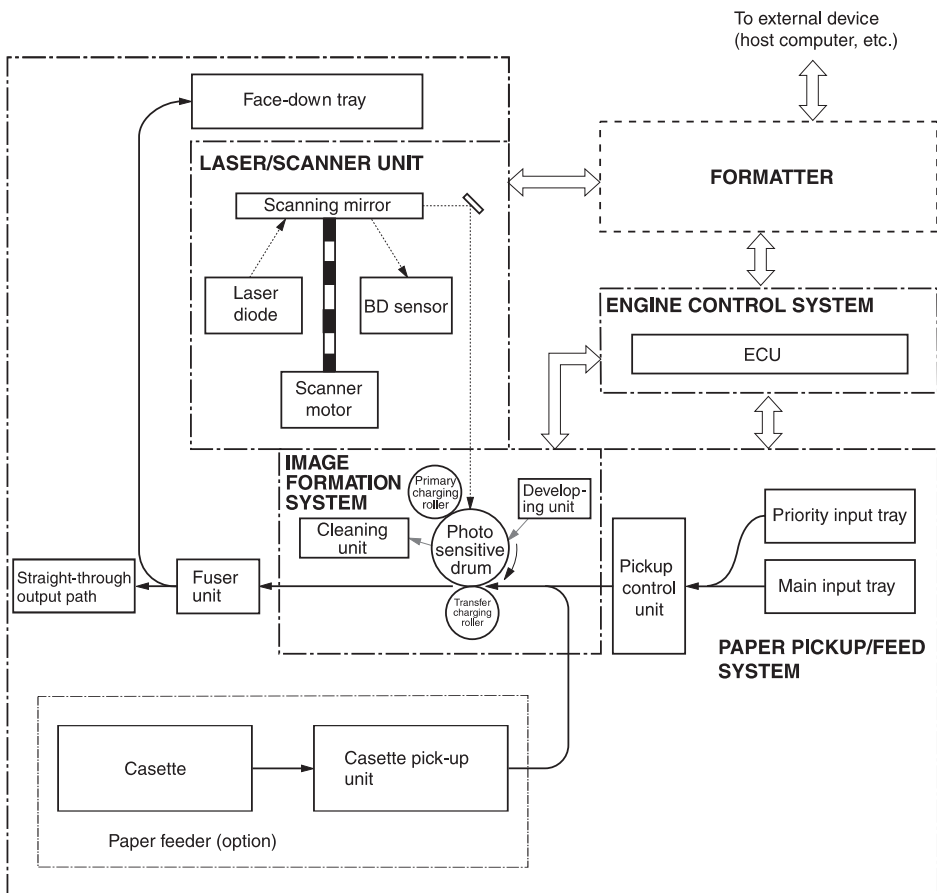 To external device
(host computer, etc.)
Face-down tray
LASER/SCANNER UNIT
FORMATTER
Scanning mirror
Laser
diode
BD sensor
ENGINE CONTROL SYSTEM
ECU
Scanner
motor
IMAGE
FORMATION
SYSTEM
Primary
charging
roller
Develop-
ing unit
Cleaning
unit
Photo
sensitive
drum
Priority input tray
Pickup
control
unit
Main input tray
Straight-through
output path
Fuser
unit
Transfer
charging
roller
PAPER PICKUP/FEED
SYSTEM
Casette
Casette pick-up
unit
Paper feeder (option)